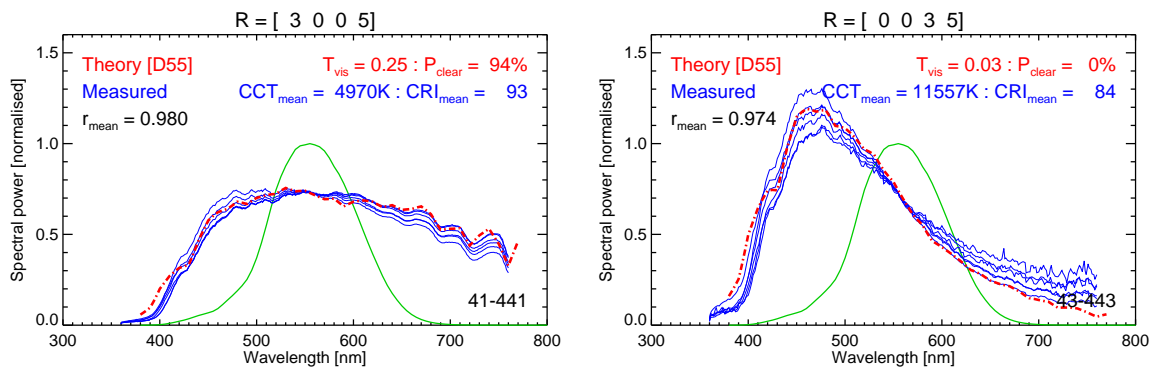 R = [ 3 0 0 5]
Theory [D55]
T_vis = 0.25 : P_clear = 94%
Measured
CCT_mean = 4970K : CRI_mean = 93
r_mean = 0.980
Spectral power [normalised]
1.5
1.0
0.5
0.0
41-441
300 400 500 600 700 800
Wavelength [nm]
R = [ 0 0 3 5]
Theory [D55]
T_vis = 0.03 : P_clear = 0%
Measured
CCT_mean = 11557K : CRI_mean = 84
r_mean = 0.974
Spectral power [normalised]
1.5
1.0
0.5
0.0
43-443
300 400 500 600 700 800
Wavelength [nm]